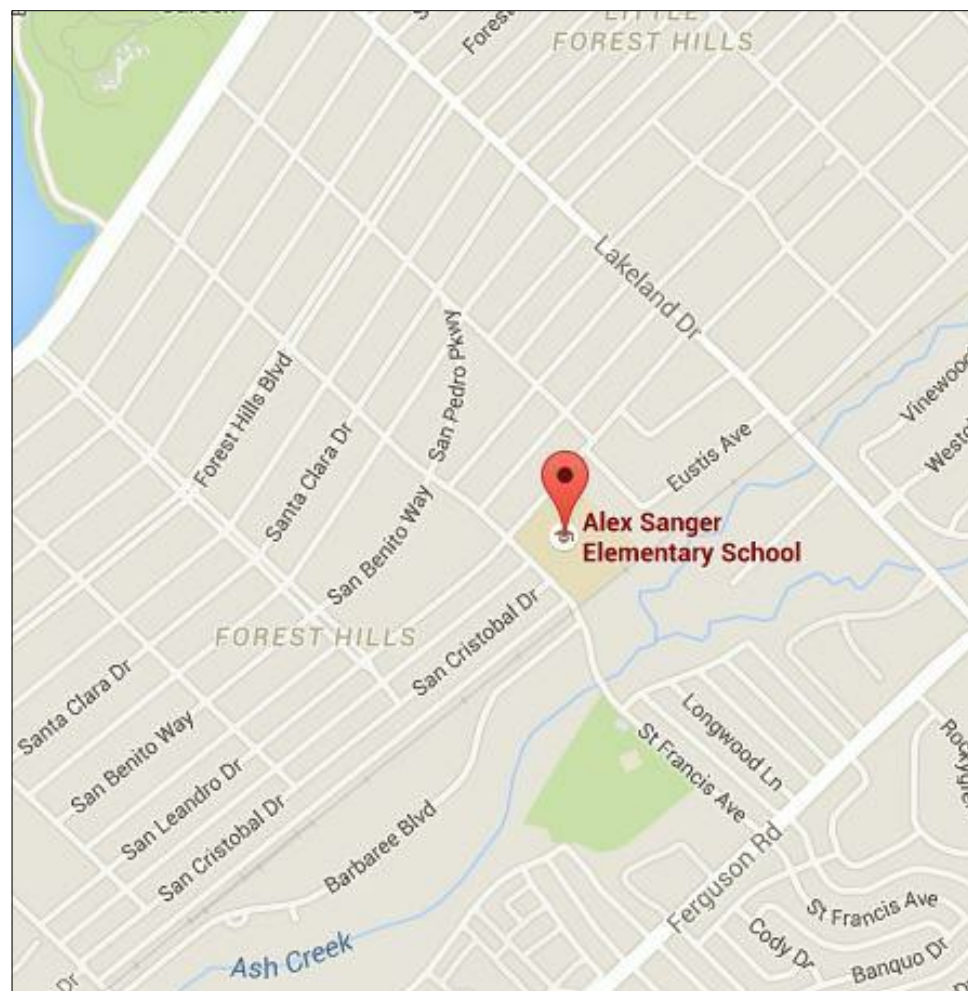 LITTLE
FOREST HILLS
Forest
Lakeland Dr
San Pedro Pkwy
Forest Hills Blvd
Santa Clara Dr
Vinewood
Eustis Ave
San Benito Way
Alex Sanger
Elementary School
FOREST HILLS
San Cristobal Dr
Santa Clara Dr
San Benito Way
Longwood Ln
St Francis Ave
San Leandro Dr
San Cristobal Dr
Barbaree Blvd
Ferguson Rd
St Francis Ave
Cody Dr
Banquo Dr
Ash Creek
Dr